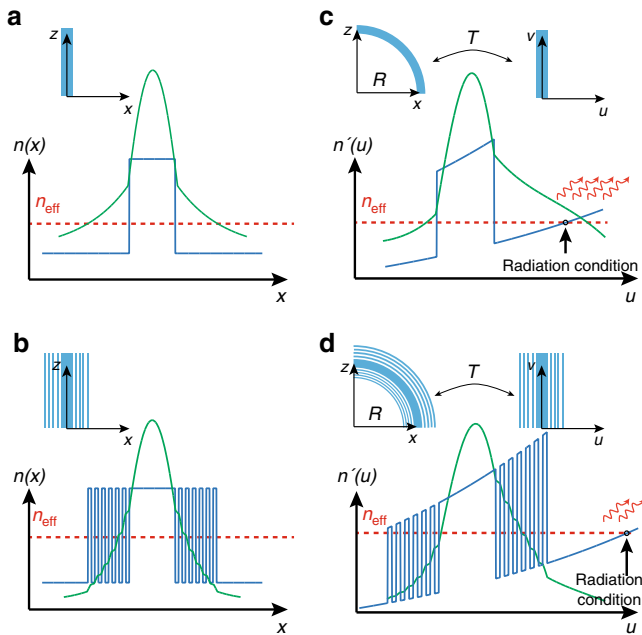 a
z
x
n(x)
n_eff
x
c
z
R
x
T
v
u
n´(u)
n_eff
Radiation condition
u
b
z
x
n(x)
n_eff
x
d
z
R
x
T
v
u
n´(u)
n_eff
Radiation
condition
u